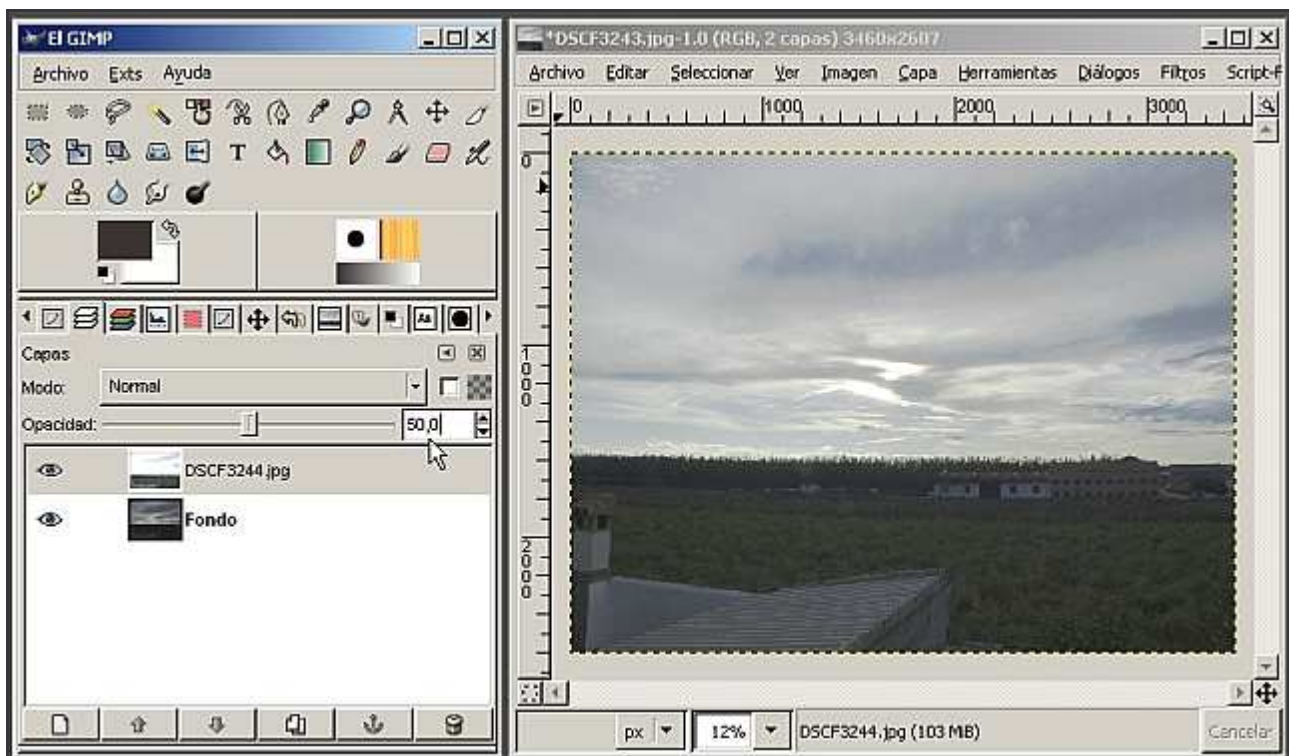 El GIMP
Archivo Exts Ayuda
T
Capas
Modo: Normal
Opacidad: 50,0
DSCF3244.jpg
Fondo
*DSCF3243.jpg-1.0 (RGB, 2 capas) 3460x2607
Archivo Editar Seleccionar Ver Imagen Capa Herramientas Diálogos Filtros Script-F
0 1000 2000 3000
0
1000
2000
px 12% DSCF3244.jpg (103 MB) Cancelar